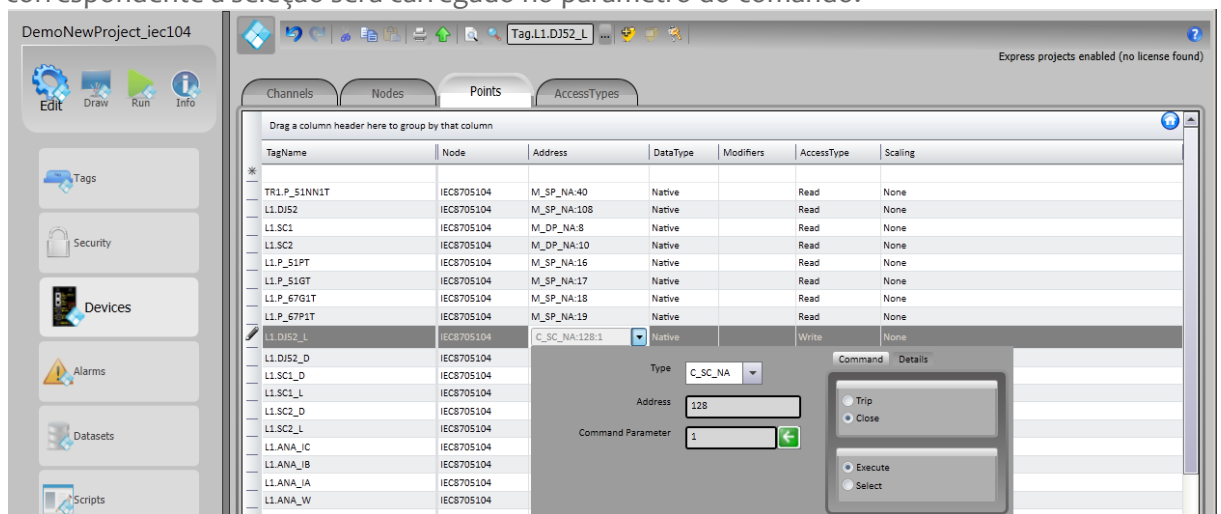 correspondente a seleção será carregado no parâmetro do comando.
DemoNewProject_iec104
Tag.L1.DJ52_L
...
Express projects enabled (no license found)
Edit Draw Run Info
Channels Nodes Points AccessTypes
Drag a column header here to group by that column
TagName Node Address DataType Modifiers AccessType Scaling
Tags
Security
Devices
Alarms
Datasets
Scripts
TR1.P_51NN1T IEC8705104 M_SP_NA:40 Native Read None
L1.DJ52 IEC8705104 M_SP_NA:108 Native Read None
L1.SC1 IEC8705104 M_DP_NA:8 Native Read None
L1.SC2 IEC8705104 M_DP_NA:10 Native Read None
L1.P_51PT IEC8705104 M_SP_NA:16 Native Read None
L1.P_51GT IEC8705104 M_SP_NA:17 Native Read None
L1.P_67G1T IEC8705104 M_SP_NA:18 Native Read None
L1.P_67P1T IEC8705104 M_SP_NA:19 Native Read None
L1.DJ52_L IEC8705104 C_SC_NA:128:1 Native Write None
L1.DJ52_D IEC8705104
L1.SC1_D IEC8705104
L1.SC1_L IEC8705104
L1.SC2_D IEC8705104
L1.SC2_L IEC8705104
L1.ANA_IC IEC8705104
L1.ANA_IB IEC8705104
L1.ANA_IA IEC8705104
L1.ANA_W IEC8705104
Type C_SC_NA
Address 128
Command Parameter 1
Command Details
Trip
Close
Execute
Select